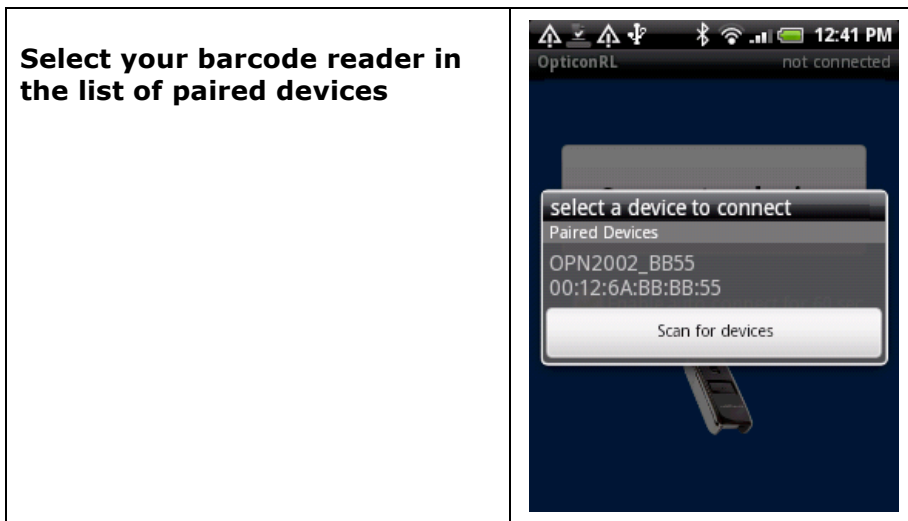 Select your barcode reader in
the list of paired devices
12:41 PM
OpticonRL not connected
select a device to connect
Paired Devices
OPN2002_BB55
00:12:6A:BB:BB:55
Scan for devices